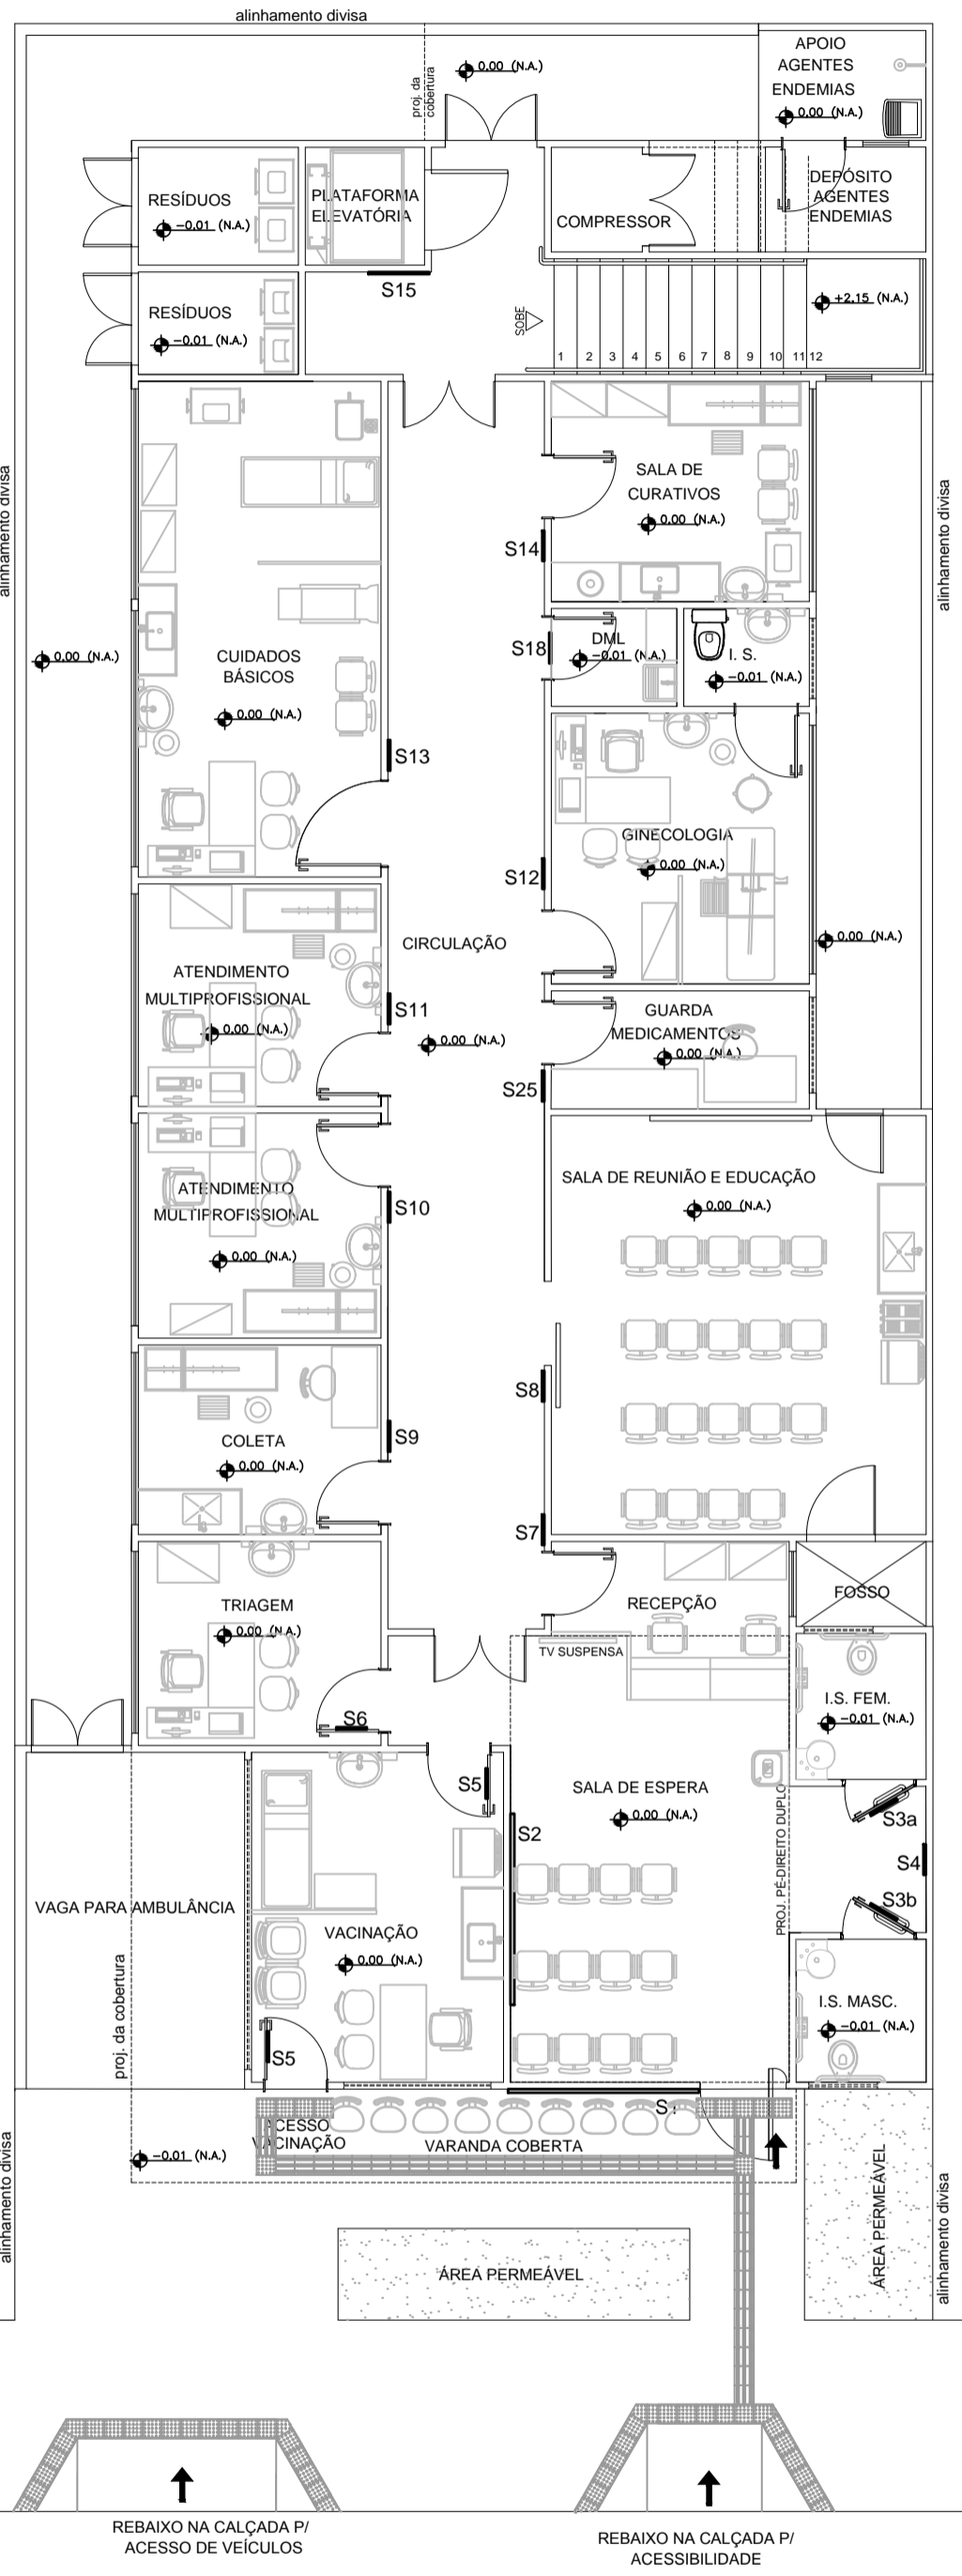 alinhamento divisa
0.00 (N.A.)
proj. da
cobertura
APOIO
AGENTES
ENDEMIAS
0.00 (N.A.)
RESÍDUOS
-0.01 (N.A.)
PLATAFORMA
ELEVATÓRIA
COMPRESSOR
DEPÓSITO
AGENTES
ENDEMIAS
S15
RESÍDUOS
-0.01 (N.A.)
SOBE
+2.15 (N.A.)
1 2 3 4 5 6 7 8 9 10 11 12
alinhamento divisa
SALA DE
CURATIVOS
0.00 (N.A.)
alinhamento divisa
S14
0.00 (N.A.)
CUIDADOS
BÁSICOS
0.00 (N.A.)
S18
DML
-0.01 (N.A.)
I. S.
-0.01 (N.A.)
S13
GINECOLOGIA
0.00 (N.A.)
S12
CIRCULAÇÃO
0.00 (N.A.)
0.00 (N.A.)
ATENDIMENTO
MULTIPROFISSIONAL
0.00 (N.A.)
S11
GUARDA
MEDICAMENTOS
0.00 (N.A.)
S25
SALA DE REUNIÃO E EDUCAÇÃO
0.00 (N.A.)
ATENDIMENTO
MULTIPROFISSIONAL
0.00 (N.A.)
S10
S8
S9
COLETA
0.00 (N.A.)
S7
TRIAGEM
0.00 (N.A.)
RECEPÇÃO
FOSSO
TV SUSPENSA
S6
I.S. FEM.
-0.01 (N.A.)
S5
SALA DE ESPERA
0.00 (N.A.)
PROJ. PÉ-DIREITO DUPLO
S3a
S2
S4
S3b
VAGA PARA AMBULÂNCIA
VACINAÇÃO
0.00 (N.A.)
I.S. MASC.
-0.01 (N.A.)
proj. da cobertura
S5
S1
ACESSO
VACINAÇÃO
VARANDA COBERTA
-0.01 (N.A.)
alinhamento divisa
ÁREA PERMEÁVEL
ÁREA PERMEÁVEL
alinhamento divisa
REBAIXO NA CALÇADA P/
ACESSO DE VEÍCULOS
REBAIXO NA CALÇADA P/
ACESSIBILIDADE